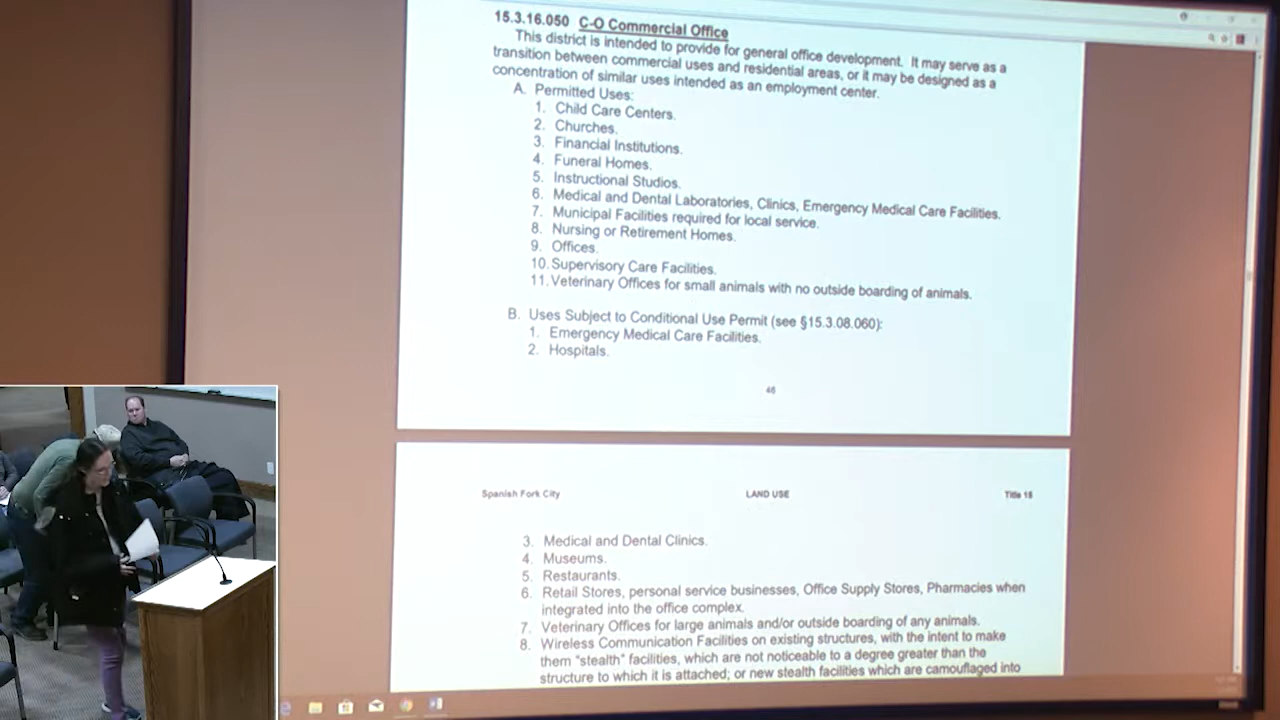 15.3.16.050 C-O Commercial Office
This district is intended to provide for general office development. It may serve as a
transition between commercial uses and residential areas, or it may be designed as a
concentration of similar uses intended as an employment center.
A. Permitted Uses:
1. Child Care Centers.
2. Churches.
3. Financial Institutions.
4. Funeral Homes.
5. Instructional Studios.
6. Medical and Dental Laboratories, Clinics, Emergency Medical Care Facilities.
7. Municipal Facilities required for local service.
8. Nursing or Retirement Homes.
9. Offices.
10. Supervisory Care Facilities.
11. Veterinary Offices for small animals with no outside boarding of animals.
B. Uses Subject to Conditional Use Permit (see §15.3.08.060):
1. Emergency Medical Care Facilities.
2. Hospitals.
46
Spanish Fork City LAND USE Title 15
3. Medical and Dental Clinics.
4. Museums.
5. Restaurants.
6. Retail Stores, personal service businesses, Office Supply Stores, Pharmacies when
integrated into the office complex.
7. Veterinary Offices for large animals and/or outside boarding of any animals.
8. Wireless Communication Facilities on existing structures, with the intent to make
them "stealth" facilities, which are not noticeable to a degree greater than the
structure to which it is attached; or new stealth facilities which are camouflaged into